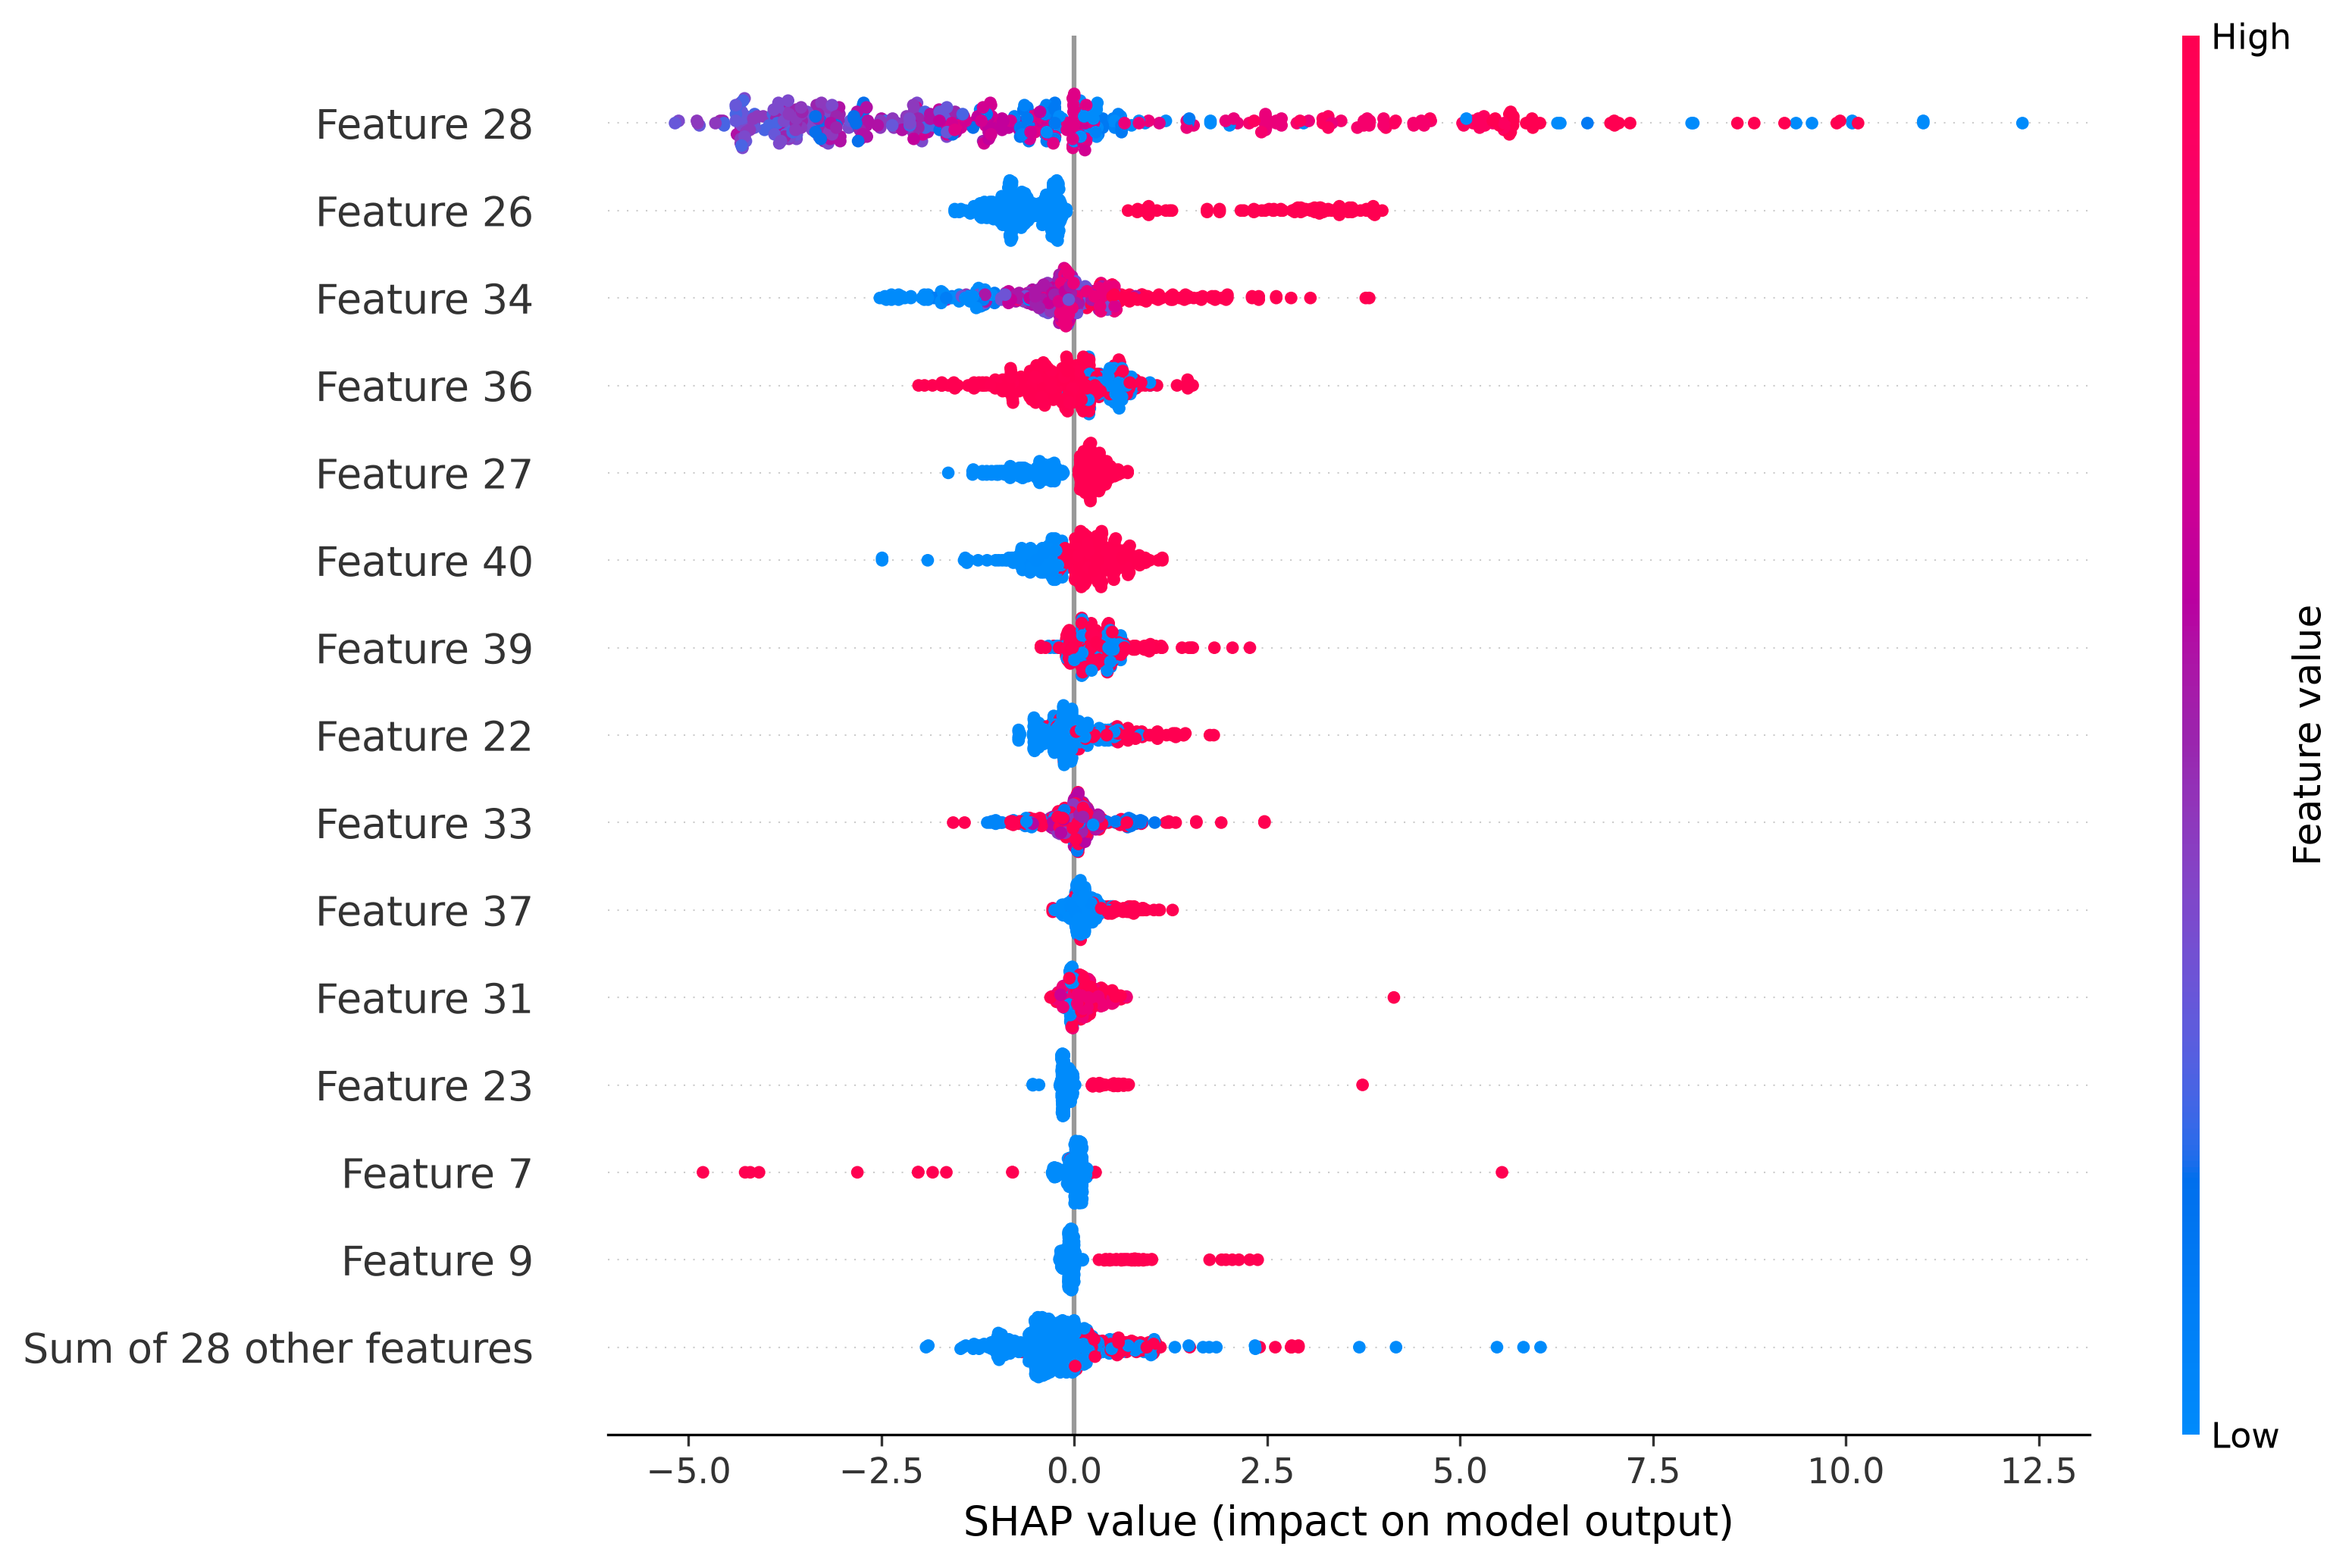 High
Feature 28
Feature 26
Feature 34
Feature 36
Feature 27
Feature 40
Feature 39
Feature 22
Feature 33
Feature 37
Feature 31
Feature 23
Feature 7
Feature 9
Sum of 28 other features
Feature value
Low
−5.0 −2.5 0.0 2.5 5.0 7.5 10.0 12.5
SHAP value (impact on model output)